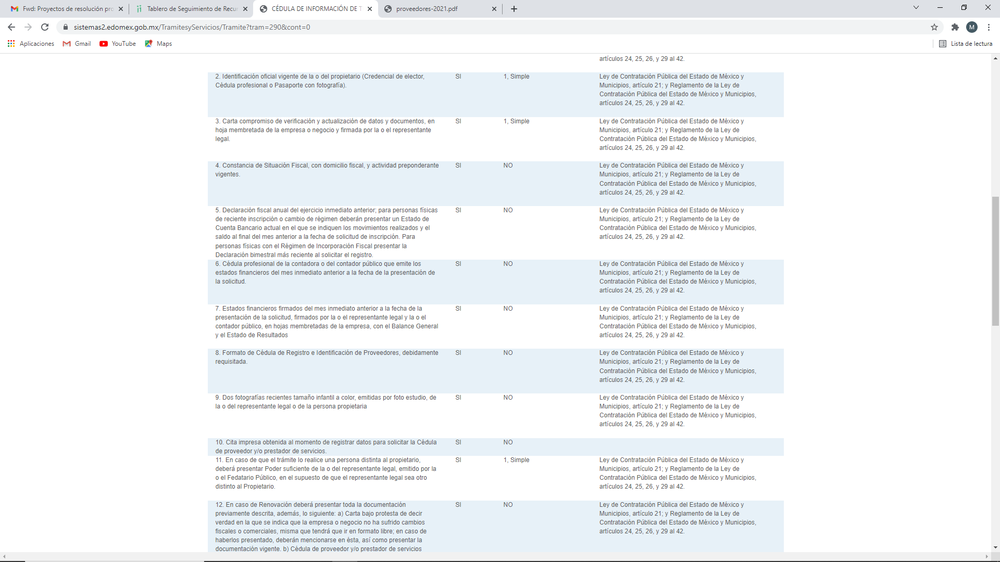 Fwd: Proyectos de resolución pro
Tablero de Seguimiento de Recur
CÉDULA DE INFORMACIÓN DE T
proveedores-2021.pdf
sistemas2.edomex.gob.mx/TramitesyServicios/Tramite?tram=290&cont=0
M
Aplicaciones
Gmail
YouTube
Maps
Lista de lectura
artículos 24, 25, 26, y 29 al 42.
2. Identificación oficial vigente de la o del propietario (Credencial de elector,
Cédula profesional o Pasaporte con fotografía).
SI
1, Simple
Ley de Contratación Pública del Estado de México y
Municipios, artículo 21; y Reglamento de la Ley de
Contratación Pública del Estado de México y Municipios,
artículos 24, 25, 26, y 29 al 42.
3. Carta compromiso de verificación y actualización de datos y documentos, en
hoja membretada de la empresa o negocio y firmada por la o el representante
legal.
SI
1, Simple
Ley de Contratación Pública del Estado de México y
Municipios, artículo 21; y Reglamento de la Ley de
Contratación Pública del Estado de México y Municipios,
artículos 24, 25, 26, y 29 al 42.
4. Constancia de Situación Fiscal, con domicilio fiscal, y actividad preponderante
vigentes.
SI
NO
Ley de Contratación Pública del Estado de México y
Municipios, artículo 21; y Reglamento de la Ley de
Contratación Pública del Estado de México y Municipios,
artículos 24, 25, 26, y 29 al 42.
5. Declaración fiscal anual del ejercicio inmediato anterior; para personas físicas
de reciente inscripción o cambio de régimen deberán presentar un Estado de
Cuenta Bancario actual en el que se indiquen los movimientos realizados y el
saldo al final del mes anterior a la fecha de solicitud de inscripción. Para
personas físicas con el Régimen de Incorporación Fiscal presentar la
Declaración bimestral más reciente al solicitar el registro.
SI
NO
Ley de Contratación Pública del Estado de México y
Municipios, artículo 21; y Reglamento de la Ley de
Contratación Pública del Estado de México y Municipios,
artículos 24, 25, 26, y 29 al 42.
6. Cédula profesional de la contadora o del contador público que emite los
estados financieros del mes inmediato anterior a la fecha de la presentación de
la solicitud.
SI
NO
Ley de Contratación Pública del Estado de México y
Municipios, artículo 21; y Reglamento de la Ley de
Contratación Pública del Estado de México y Municipios,
artículos 24, 25, 26, y 29 al 42.
7. Estados financieros firmados del mes inmediato anterior a la fecha de la
presentación de la solicitud, firmados por la o el representante legal y la o el
contador público, en hojas membretadas de la empresa, con el Balance General
y el Estado de Resultados
SI
NO
Ley de Contratación Pública del Estado de México y
Municipios, artículo 21; y Reglamento de la Ley de
Contratación Pública del Estado de México y Municipios,
artículos 24, 25, 26, y 29 al 42.
8. Formato de Cédula de Registro e Identificación de Proveedores, debidamente
requisitada.
SI
NO
Ley de Contratación Pública del Estado de México y
Municipios, artículo 21; y Reglamento de la Ley de
Contratación Pública del Estado de México y Municipios,
artículos 24, 25, 26, y 29 al 42.
9. Dos fotografías recientes tamaño infantil a color, emitidas por foto estudio, de
la o del representante legal o de la persona propietaria
SI
NO
Ley de Contratación Pública del Estado de México y
Municipios, artículo 21; y Reglamento de la Ley de
Contratación Pública del Estado de México y Municipios,
artículos 24, 25, 26, y 29 al 42.
10. Cita impresa obtenida al momento de registrar datos para solicitar la Cédula
de proveedor y/o prestador de servicios.
SI
NO
11. En caso de que el trámite lo realice una persona distinta al propietario,
deberá presentar Poder suficiente de la o del representante legal, emitido por la
o el Fedatario Público, en el supuesto de que el representante legal sea otro
distinto al Propietario.
SI
1, Simple
Ley de Contratación Pública del Estado de México y
Municipios, artículo 21; y Reglamento de la Ley de
Contratación Pública del Estado de México y Municipios,
artículos 24, 25, 26, y 29 al 42.
12. En caso de Renovación deberá presentar toda la documentación
previamente descrita, además, lo siguiente: a) Carta bajo protesta de decir
verdad en la que se indica que la empresa o negocio no ha sufrido cambios
fiscales o comerciales, misma que tendrá que ir en formato libre; en caso de
haberlos presentado, deberán mencionarse en ésta, así como presentar la
documentación vigente. b) Cédula de proveedor y/o prestador de servicios
SI
NO
Ley de Contratación Pública del Estado de México y
Municipios, artículo 21; y Reglamento de la Ley de
Contratación Pública del Estado de México y Municipios,
artículos 24, 25, 26, y 29 al 42.